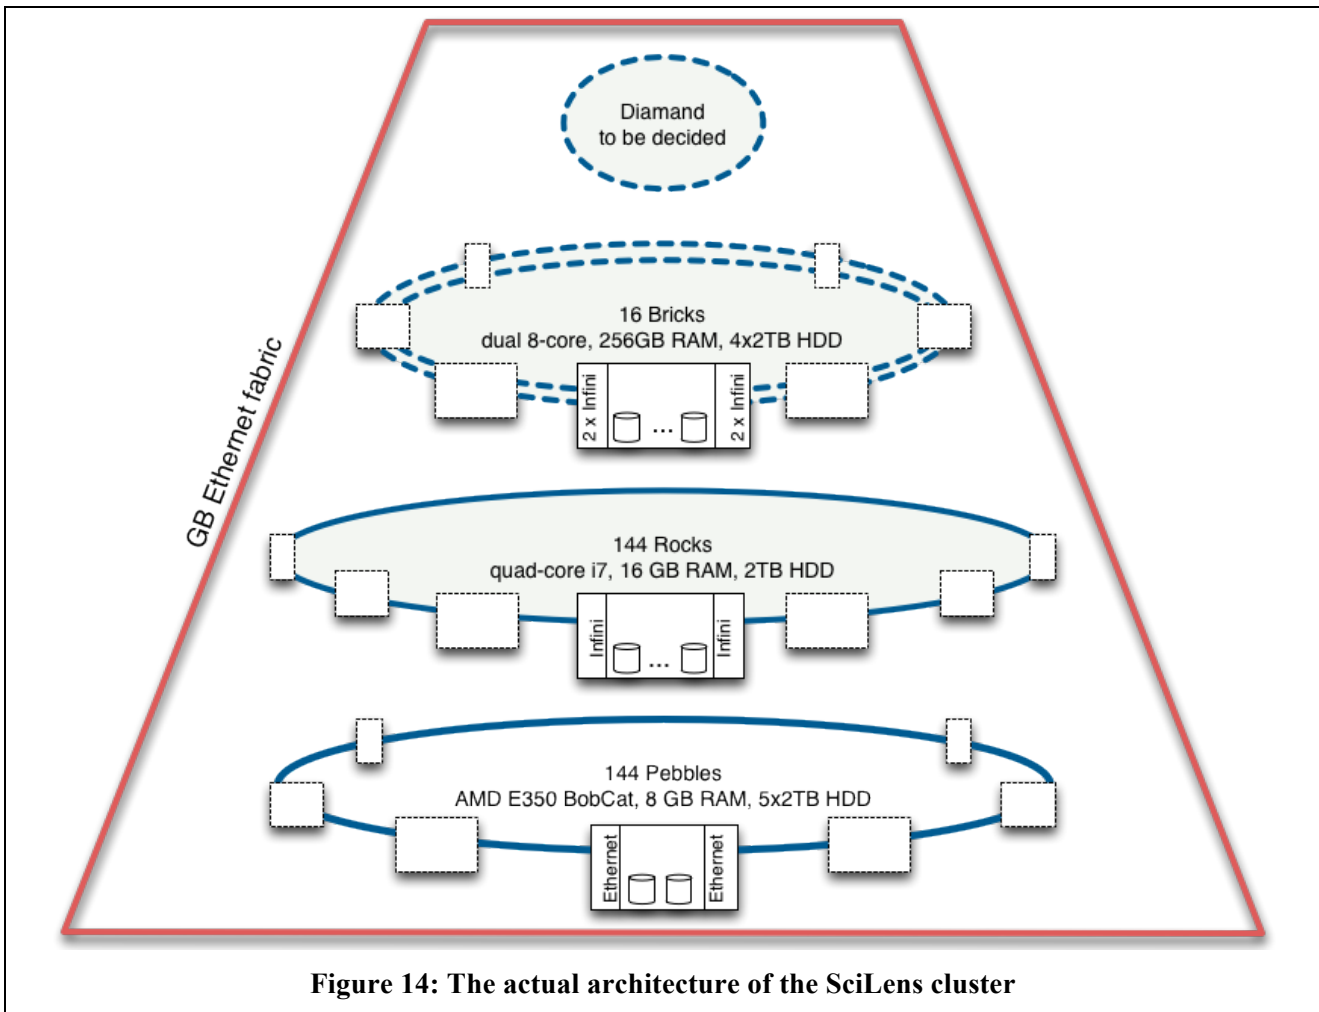 Diamand
to be decided
16 Bricks
dual 8-core, 256GB RAM, 4x2TB HDD
2 x Infini
...
2 x Infini
GB Ethernet fabric
144 Rocks
quad-core i7, 16 GB RAM, 2TB HDD
Infini
...
Infini
144 Pebbles
AMD E350 BobCat, 8 GB RAM, 5x2TB HDD
Ethernet
Ethernet
Figure 14: The actual architecture of the SciLens cluster